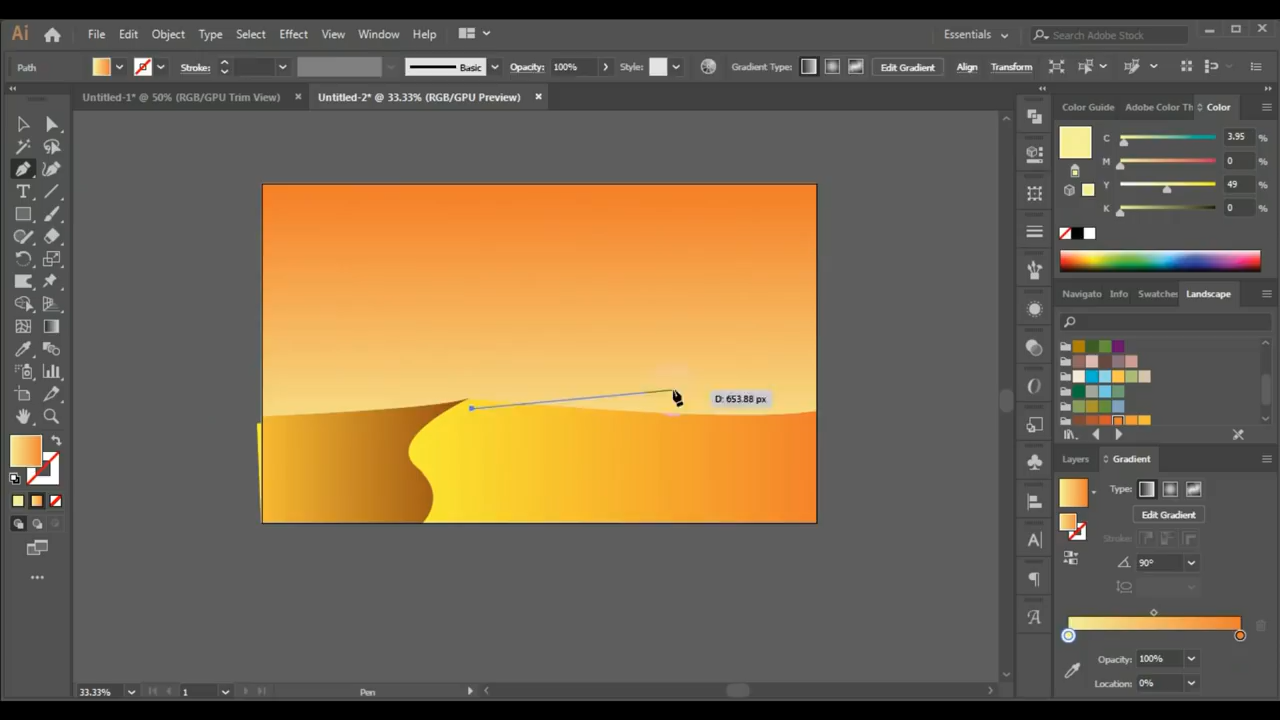 Ai File Edit Object Type Select Effect View Window Help Essentials Search Adobe Stock
Path Stroke: Basic Opacity: 100% Style: Gradient Type: Edit Gradient Align Transform
Untitled-1* @ 50% (RGB/GPU Trim View) × Untitled-2* @ 33.33% (RGB/GPU Preview) ×
Color Guide Adobe Color Th Color
C 3.95 %
M 0 %
Y 49 %
K 0 %
Navigato Info Swatche Landscape
D: 653.88 px
Layers Gradient
Type:
Edit Gradient
Stroke:
90°
Opacity: 100%
Location: 0%
33.33% 1 Pen